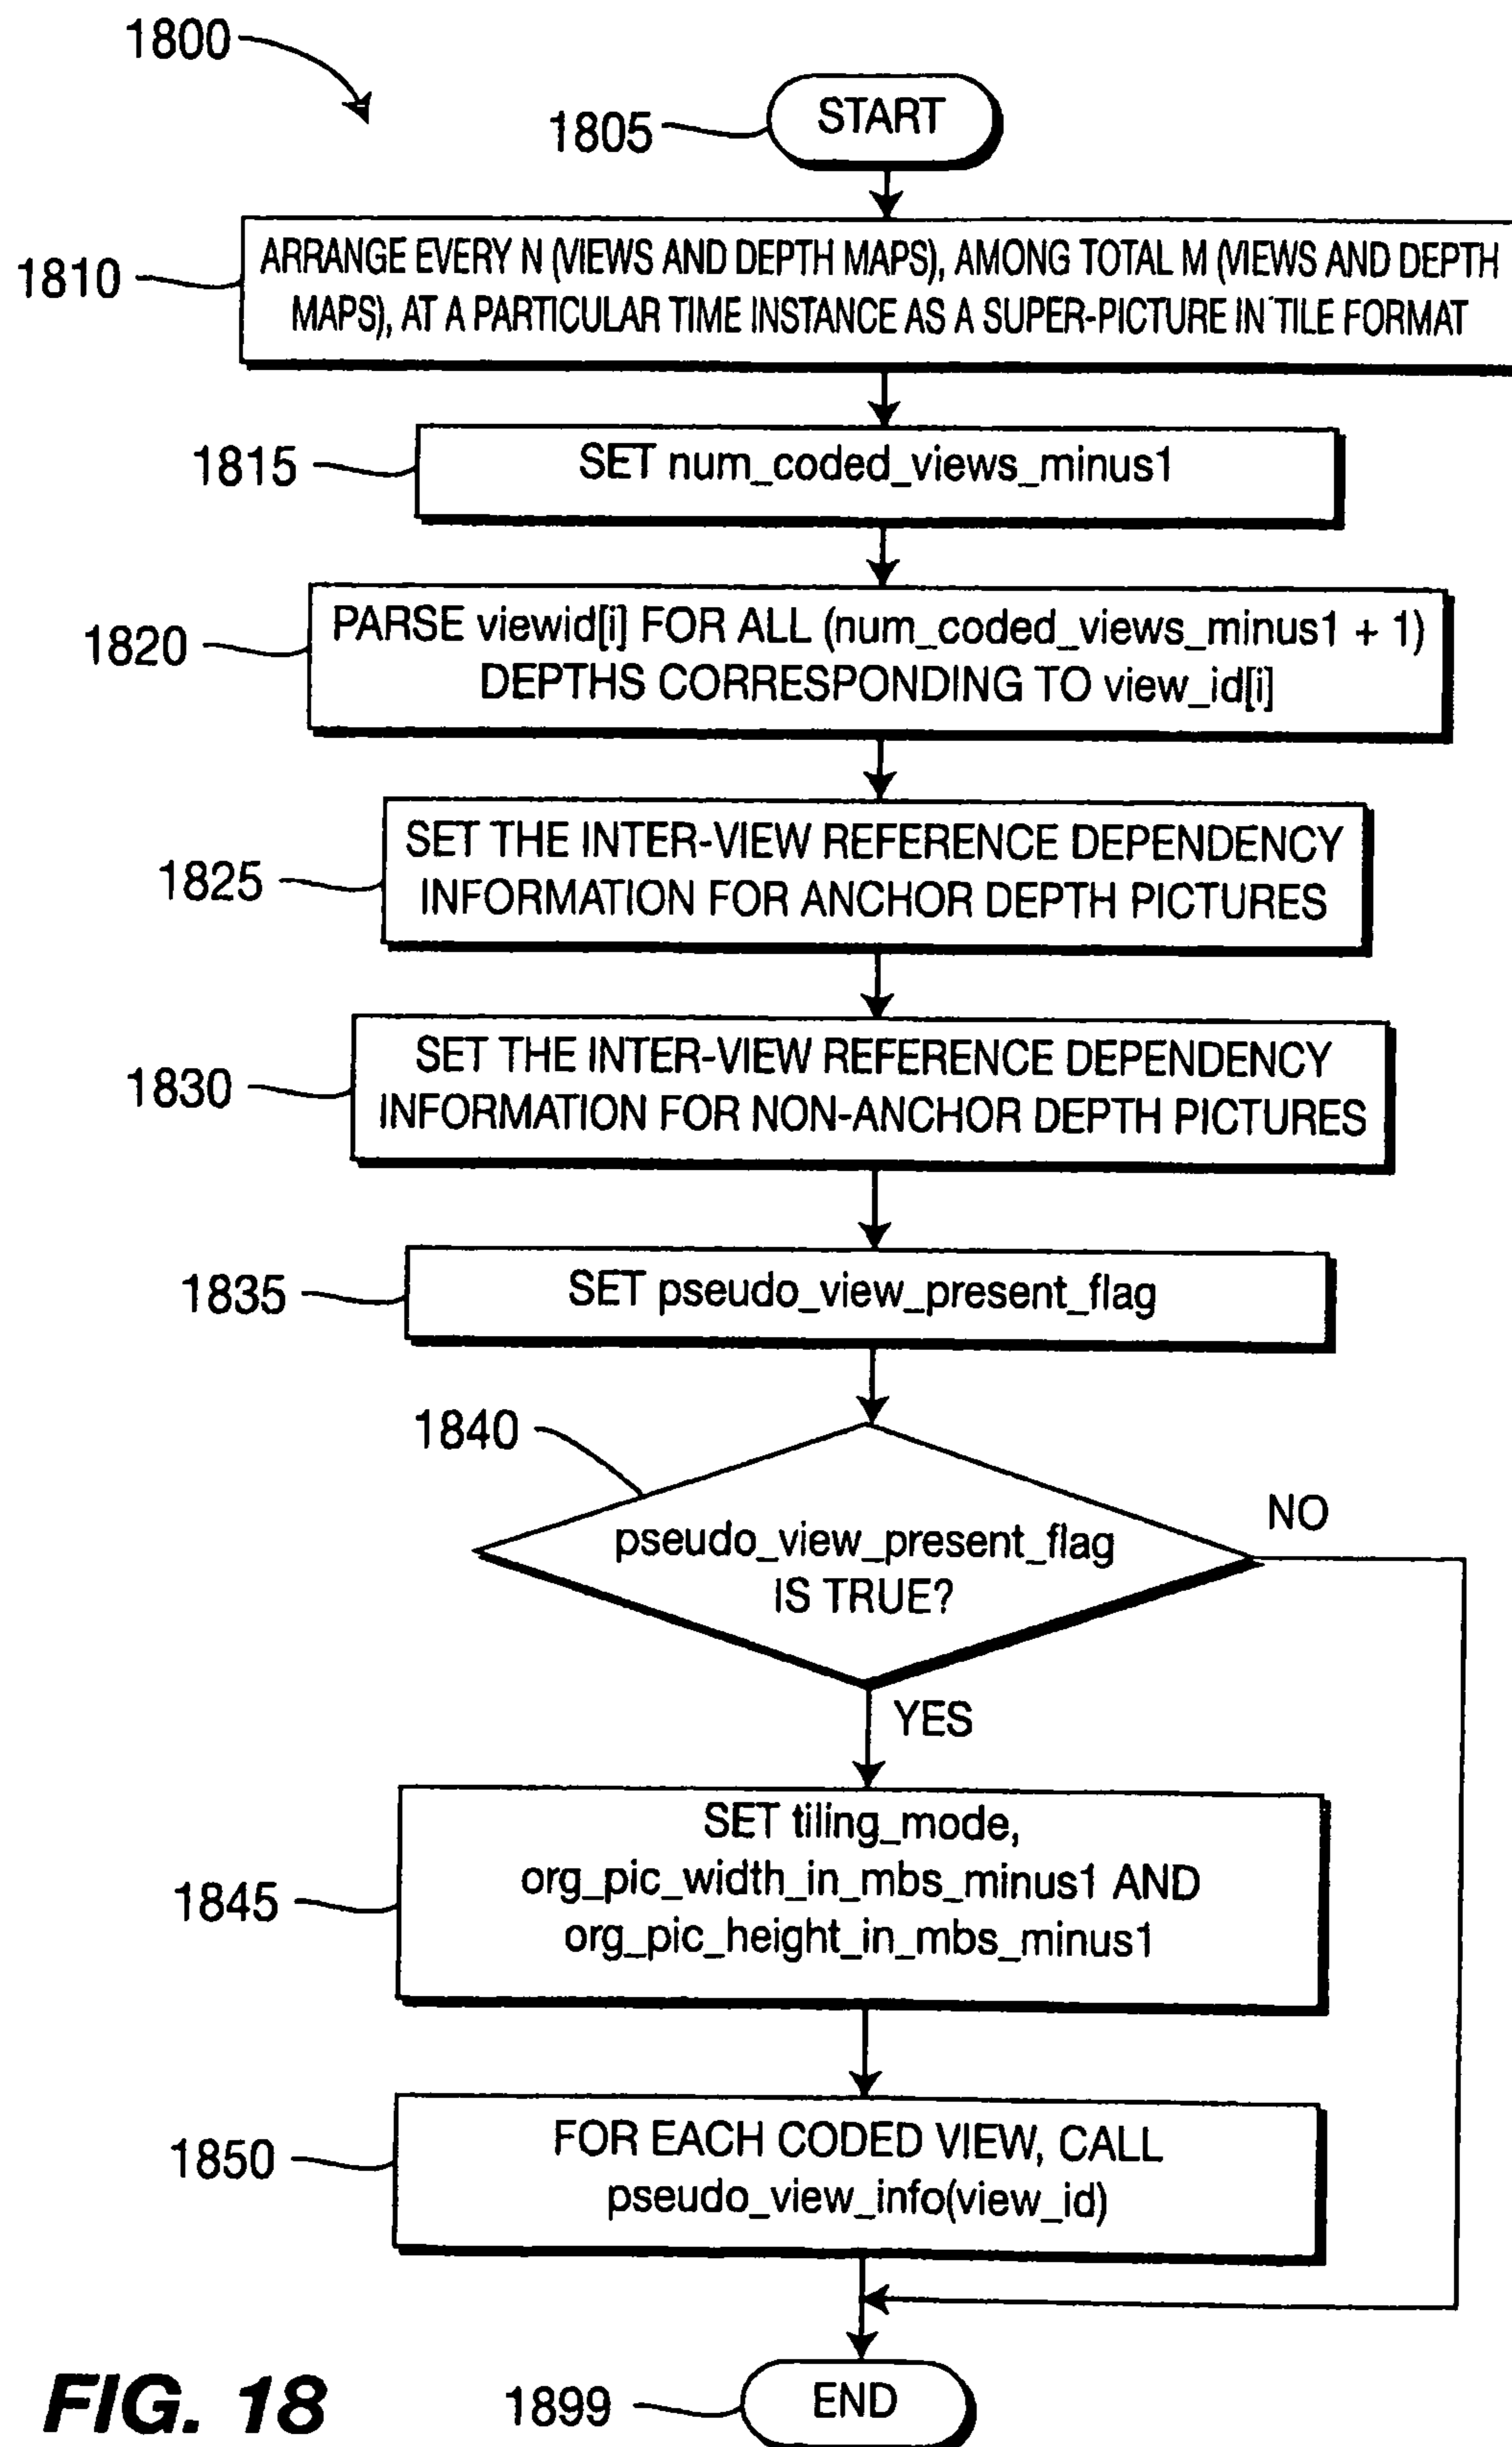 1800
1805
START
1810
ARRANGE EVERY N (VIEWS AND DEPTH MAPS), AMONG TOTAL M (VIEWS AND DEPTH
MAPS), AT A PARTICULAR TIME INSTANCE AS A SUPER-PICTURE IN TILE FORMAT
1815
SET num_coded_views_minus1
1820
PARSE viewid[i] FOR ALL (num_coded_views_minus1 + 1)
DEPTHS CORRESPONDING TO view_id[i]
1825
SET THE INTER-VIEW REFERENCE DEPENDENCY
INFORMATION FOR ANCHOR DEPTH PICTURES
1830
SET THE INTER-VIEW REFERENCE DEPENDENCY
INFORMATION FOR NON-ANCHOR DEPTH PICTURES
1835
SET pseudo_view_present_flag
1840
pseudo_view_present_flag
IS TRUE?
NO
YES
1845
SET tiling_mode,
org_pic_width_in_mbs_minus1 AND
org_pic_height_in_mbs_minus1
1850
FOR EACH CODED VIEW, CALL
pseudo_view_info(view_id)
1899
END
FIG. 18